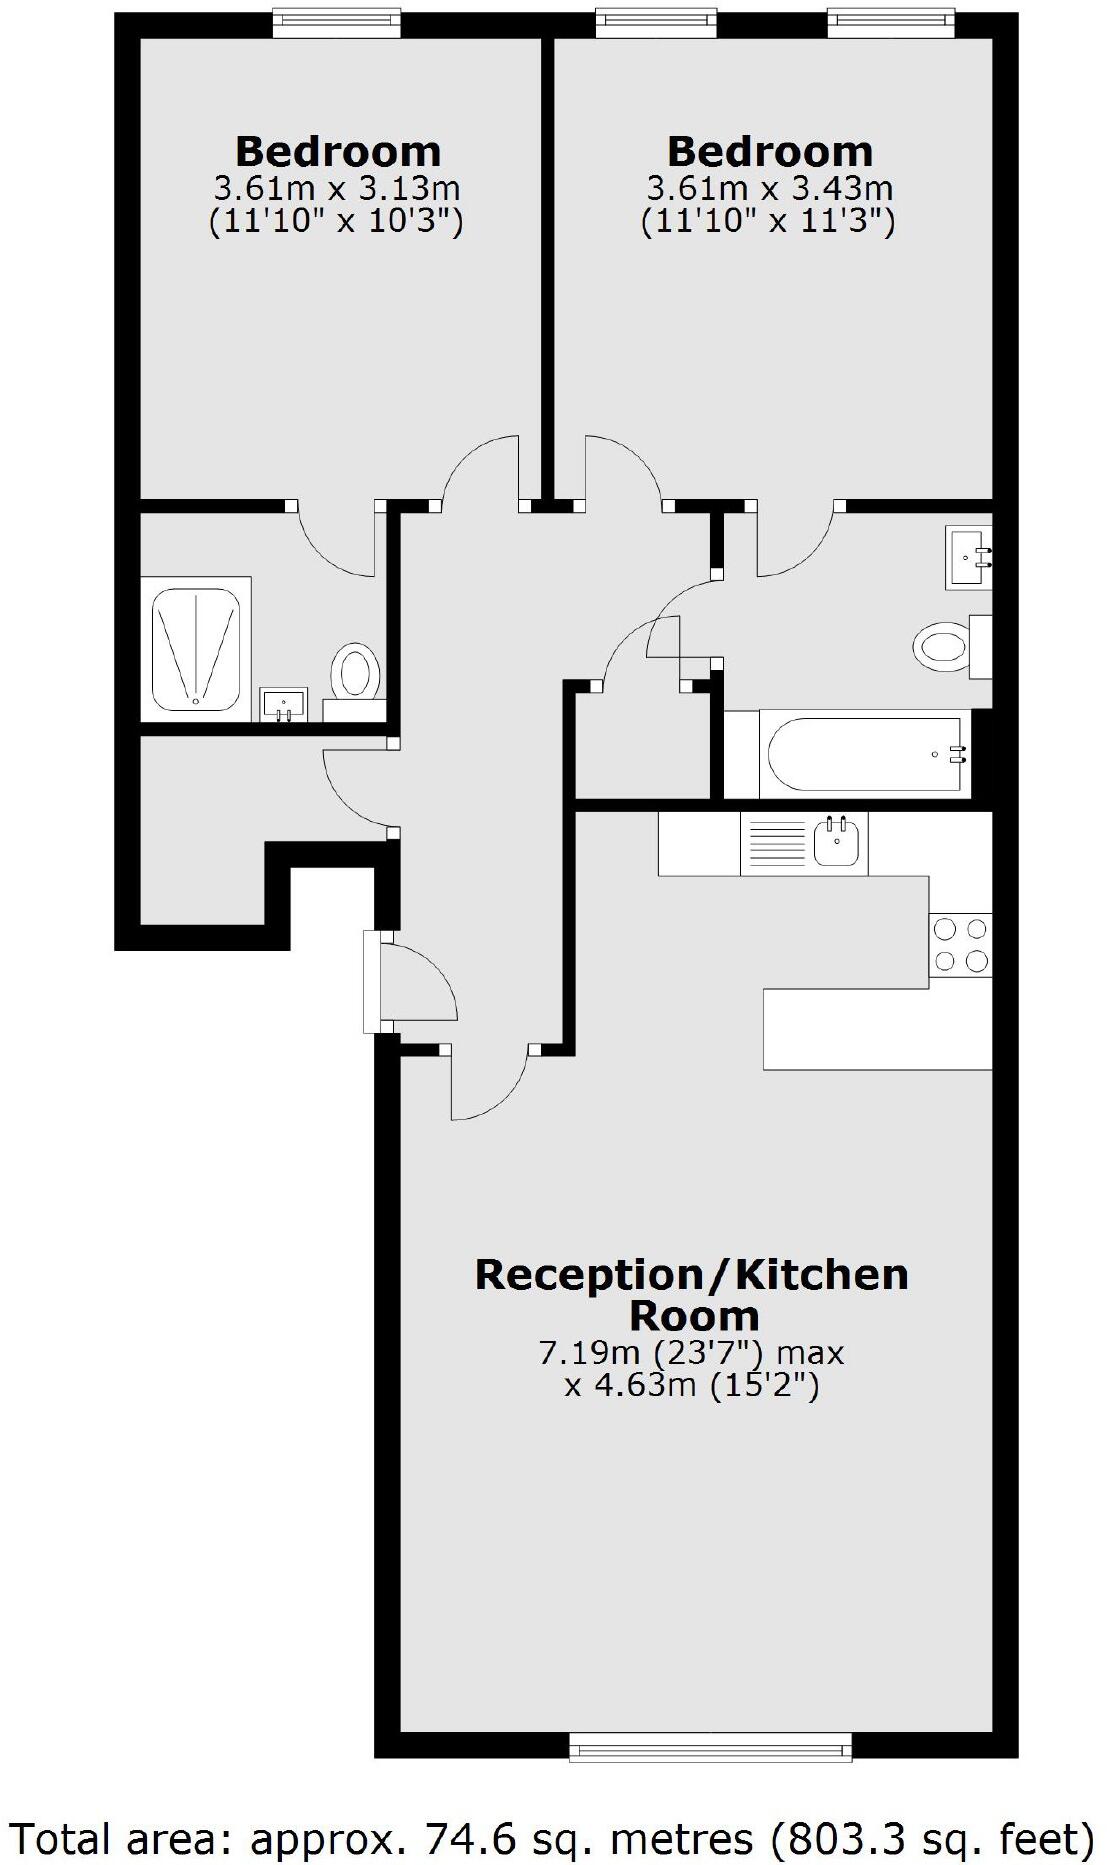 Bedroom
3.61m x 3.13m
(11'10" x 10'3")
Bedroom
3.61m x 3.43m
(11'10" x 11'3")
Reception/Kitchen
Room
7.19m (23'7") max
x 4.63m (15'2")
Total area: approx. 74.6 sq. metres (803.3 sq. feet)